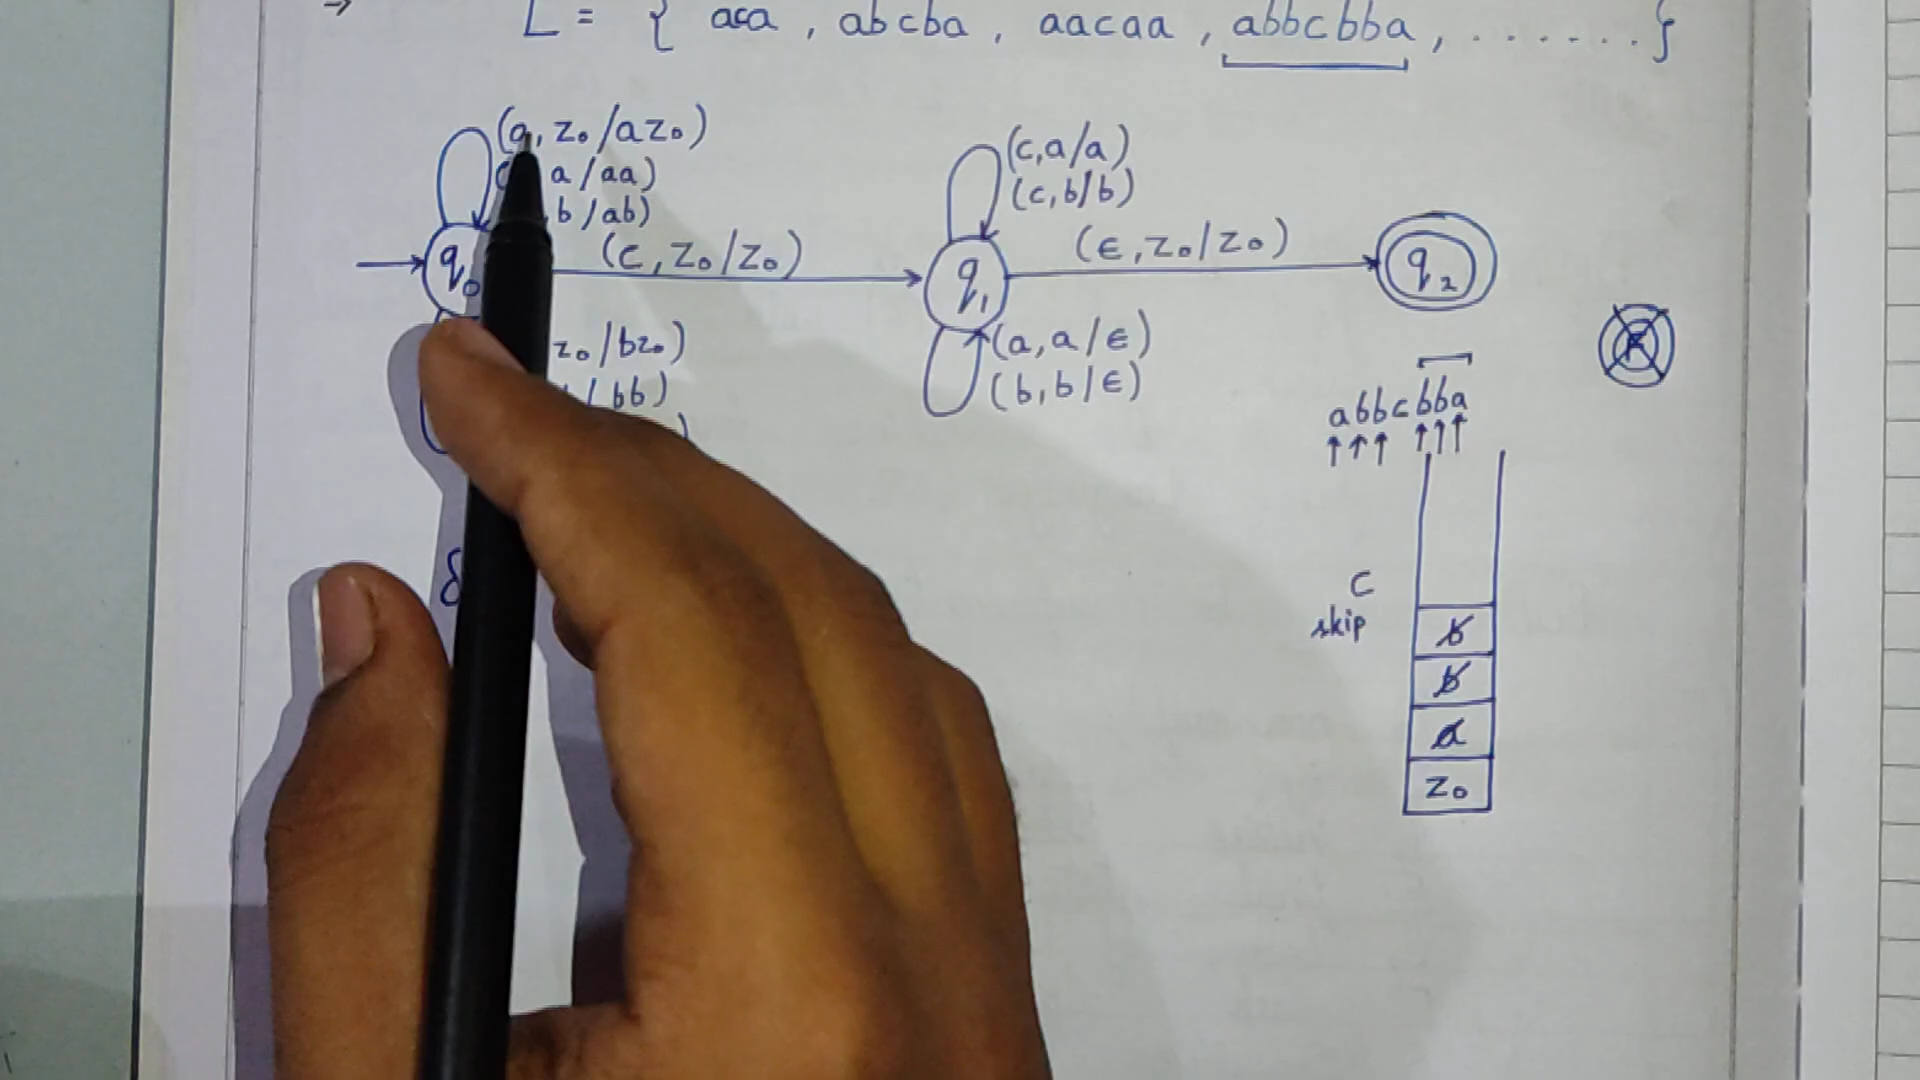 → L = { aca , abcba , aacaa , abbcbba , . . . . . . }
(a, z₀/az₀)
a/aa)
, b/ab)
(c, a/a)
(c, b/b)
q₀ (c, z₀/z₀) q₁ (ε, z₀/z₀) q₂
z₀/bz₀)
/bb)
)
(a, a/ε)
(b, b/ε)
abbcbba
↑↑↑ ↑↑↑
δ
c
skip
b
b
a
z₀